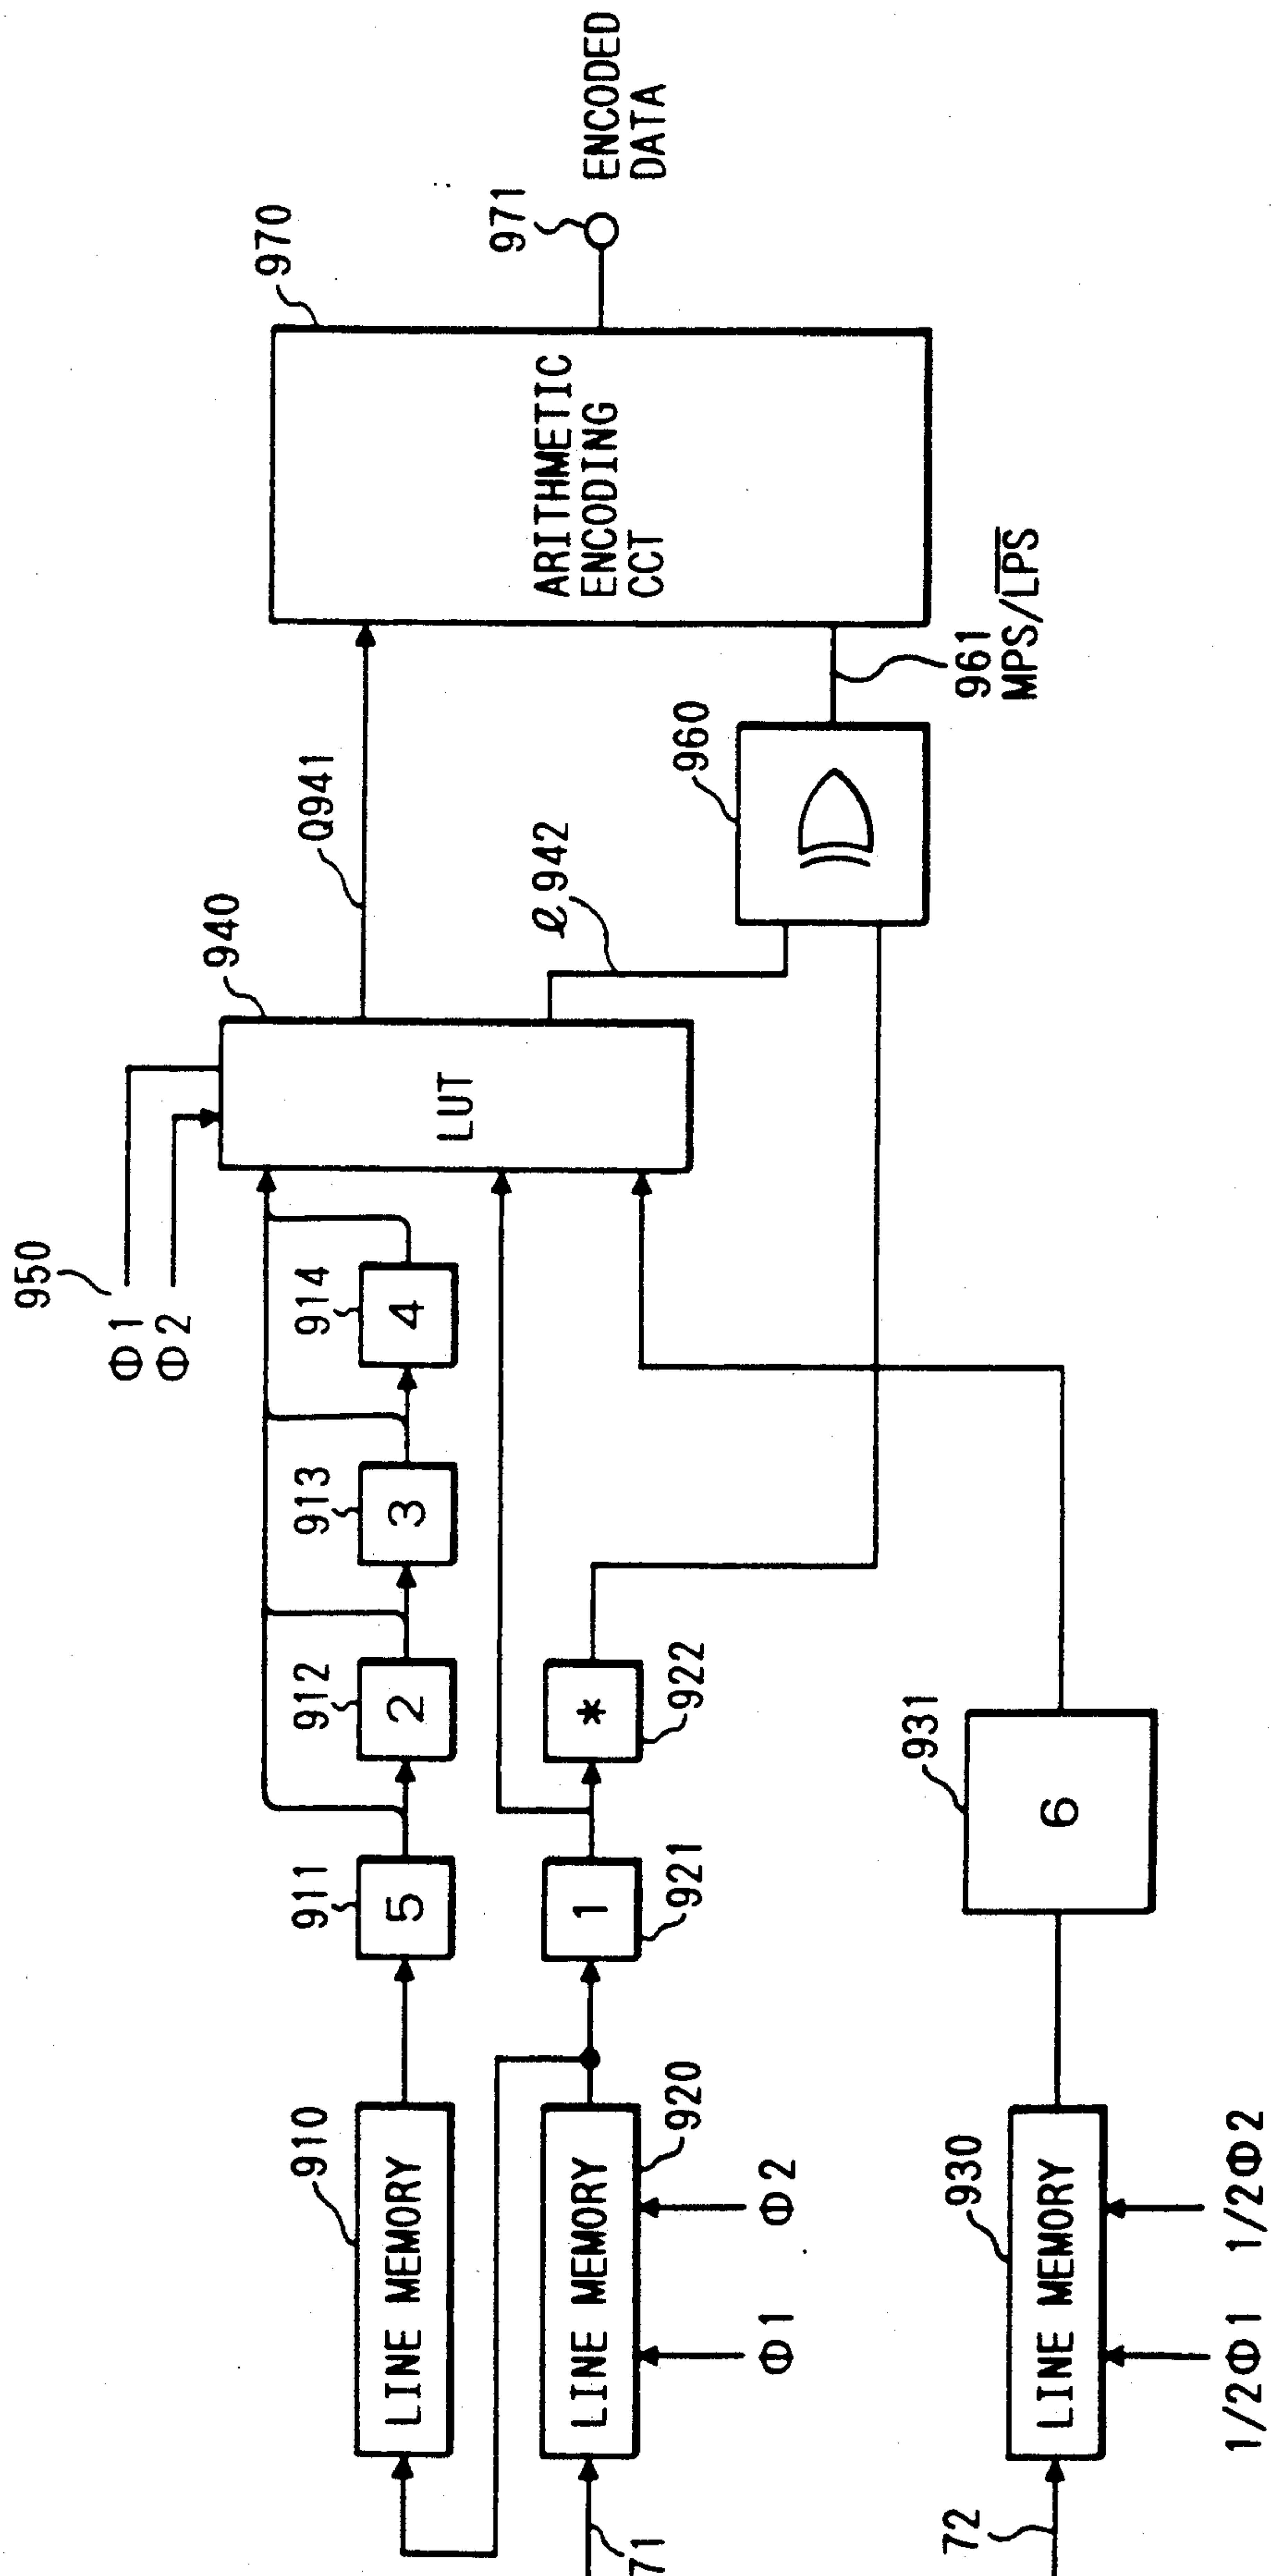 950
Φ1
Φ2
940
Q941
970
910
LINE MEMORY
911
5
912
2
913
3
914
4
LUT
ℓ942
ARITHMETIC
ENCODING
CCT
971
ENCODED
DATA
71
LINE MEMORY
920
Φ1
Φ2
1
921
*
922
960
961
MPS/L̅P̅S̅
72
LINE MEMORY
930
1/2Φ1
1/2Φ2
931
6